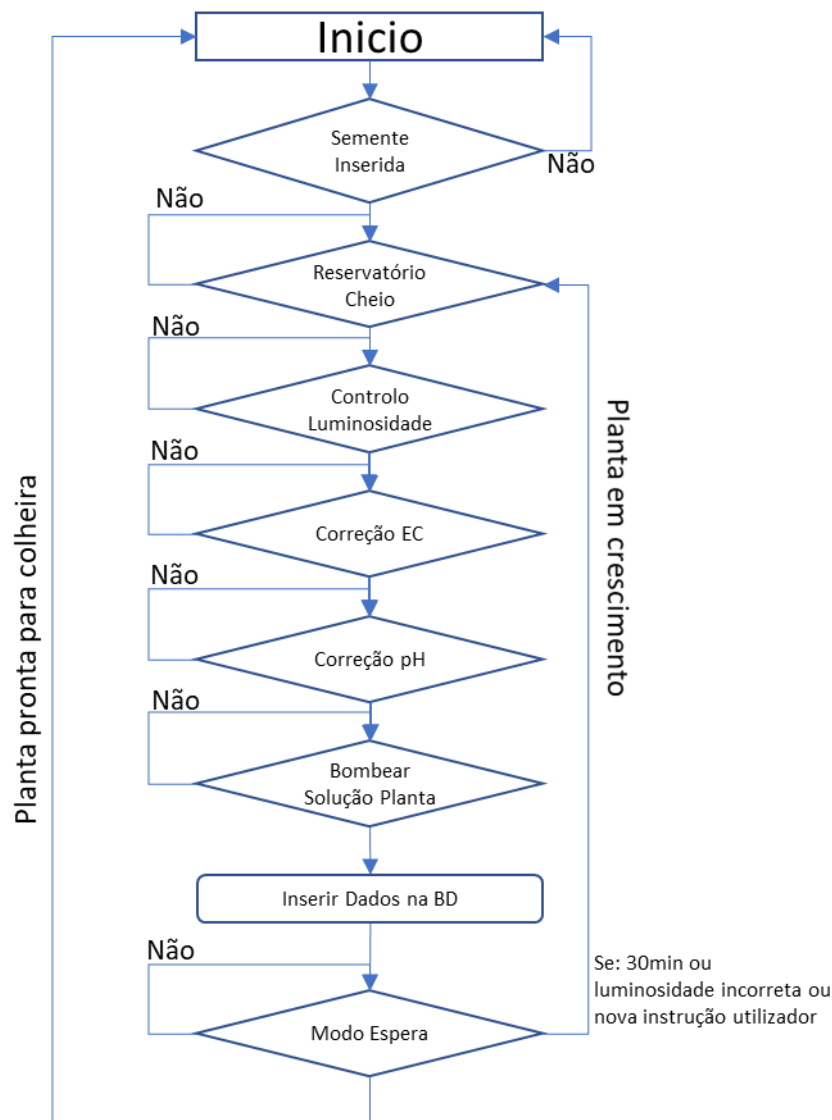 Inicio
Semente
Inserida
Não
Não
Reservatório
Cheio
Não
Controlo
Luminosidade
Não
Correção EC
Não
Correção pH
Não
Bombear
Solução Planta
Inserir Dados na BD
Não
Modo Espera
Se: 30min ou
luminosidade incorreta ou
nova instrução utilizador
Planta em crescimento
Planta pronta para colheira